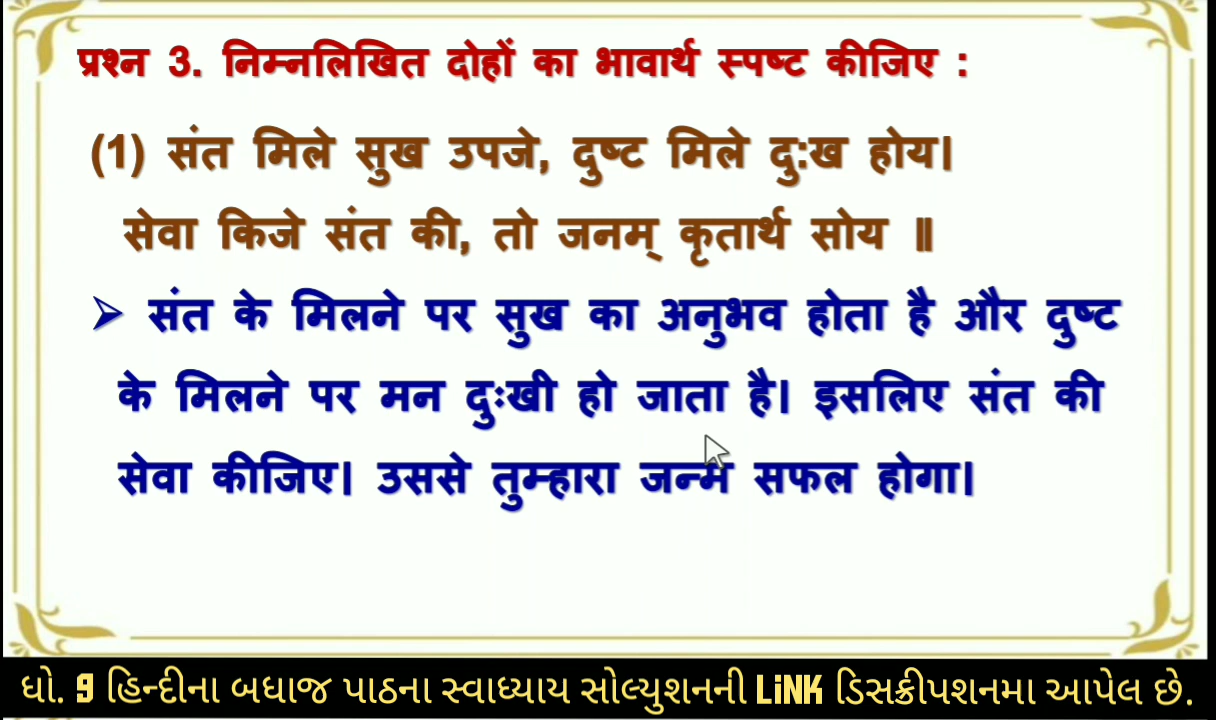 प्रश्न 3. निम्नलिखित दोहों का भावार्थ स्पष्ट कीजिए :
(1) संत मिले सुख उपजे, दुष्ट मिले दुःख होय।
सेवा किजे संत की, तो जनम् कृतार्थ सोय ॥
➢ संत के मिलने पर सुख का अनुभव होता है और दुष्ट
के मिलने पर मन दुःखी हो जाता है। इसलिए संत की
सेवा कीजिए। उससे तुम्हारा जन्म सफल होगा।
ધો. 9 હિન્દીના બધાજ પાઠના સ્વાધ્યાય સોલ્યુશનની LiNK ડિસક્રીપશનમા આપેલ છે.